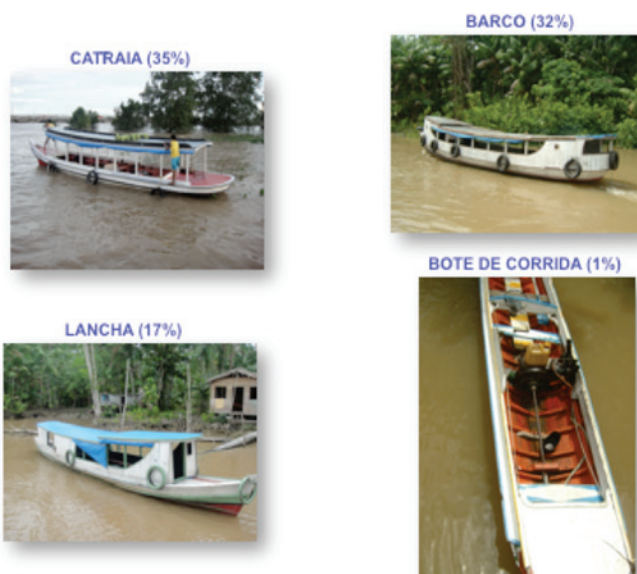 BARCO (32%)
CATRAIA (35%)
BOTE DE CORRIDA (1%)
LANCHA (17%)